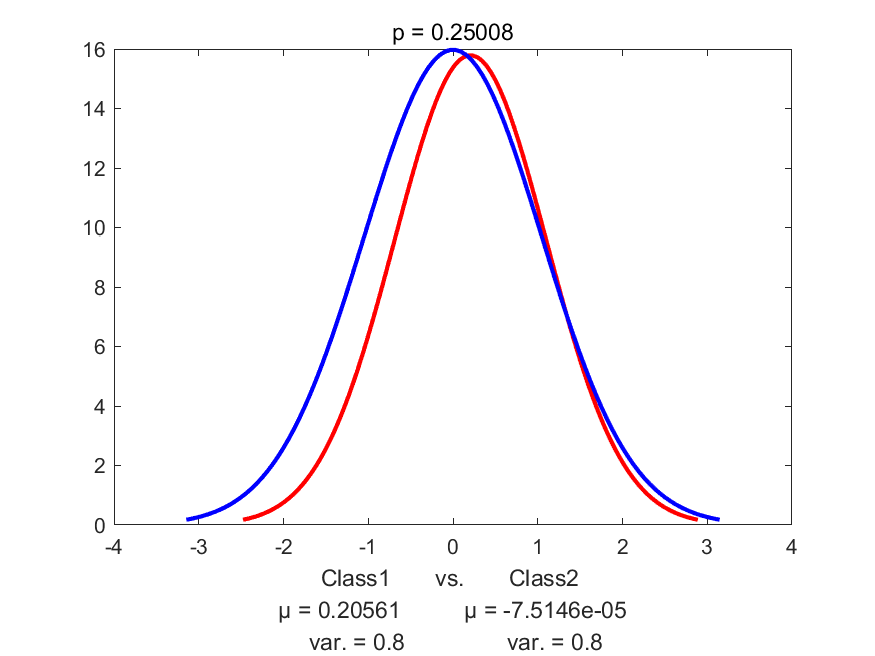 p = 0.25008
16
14
12
10
8
6
4
2
0
-4 -3 -2 -1 0 1 2 3 4
Class1 vs. Class2
μ = 0.20561 μ = -7.5146e-05
var. = 0.8 var. = 0.8